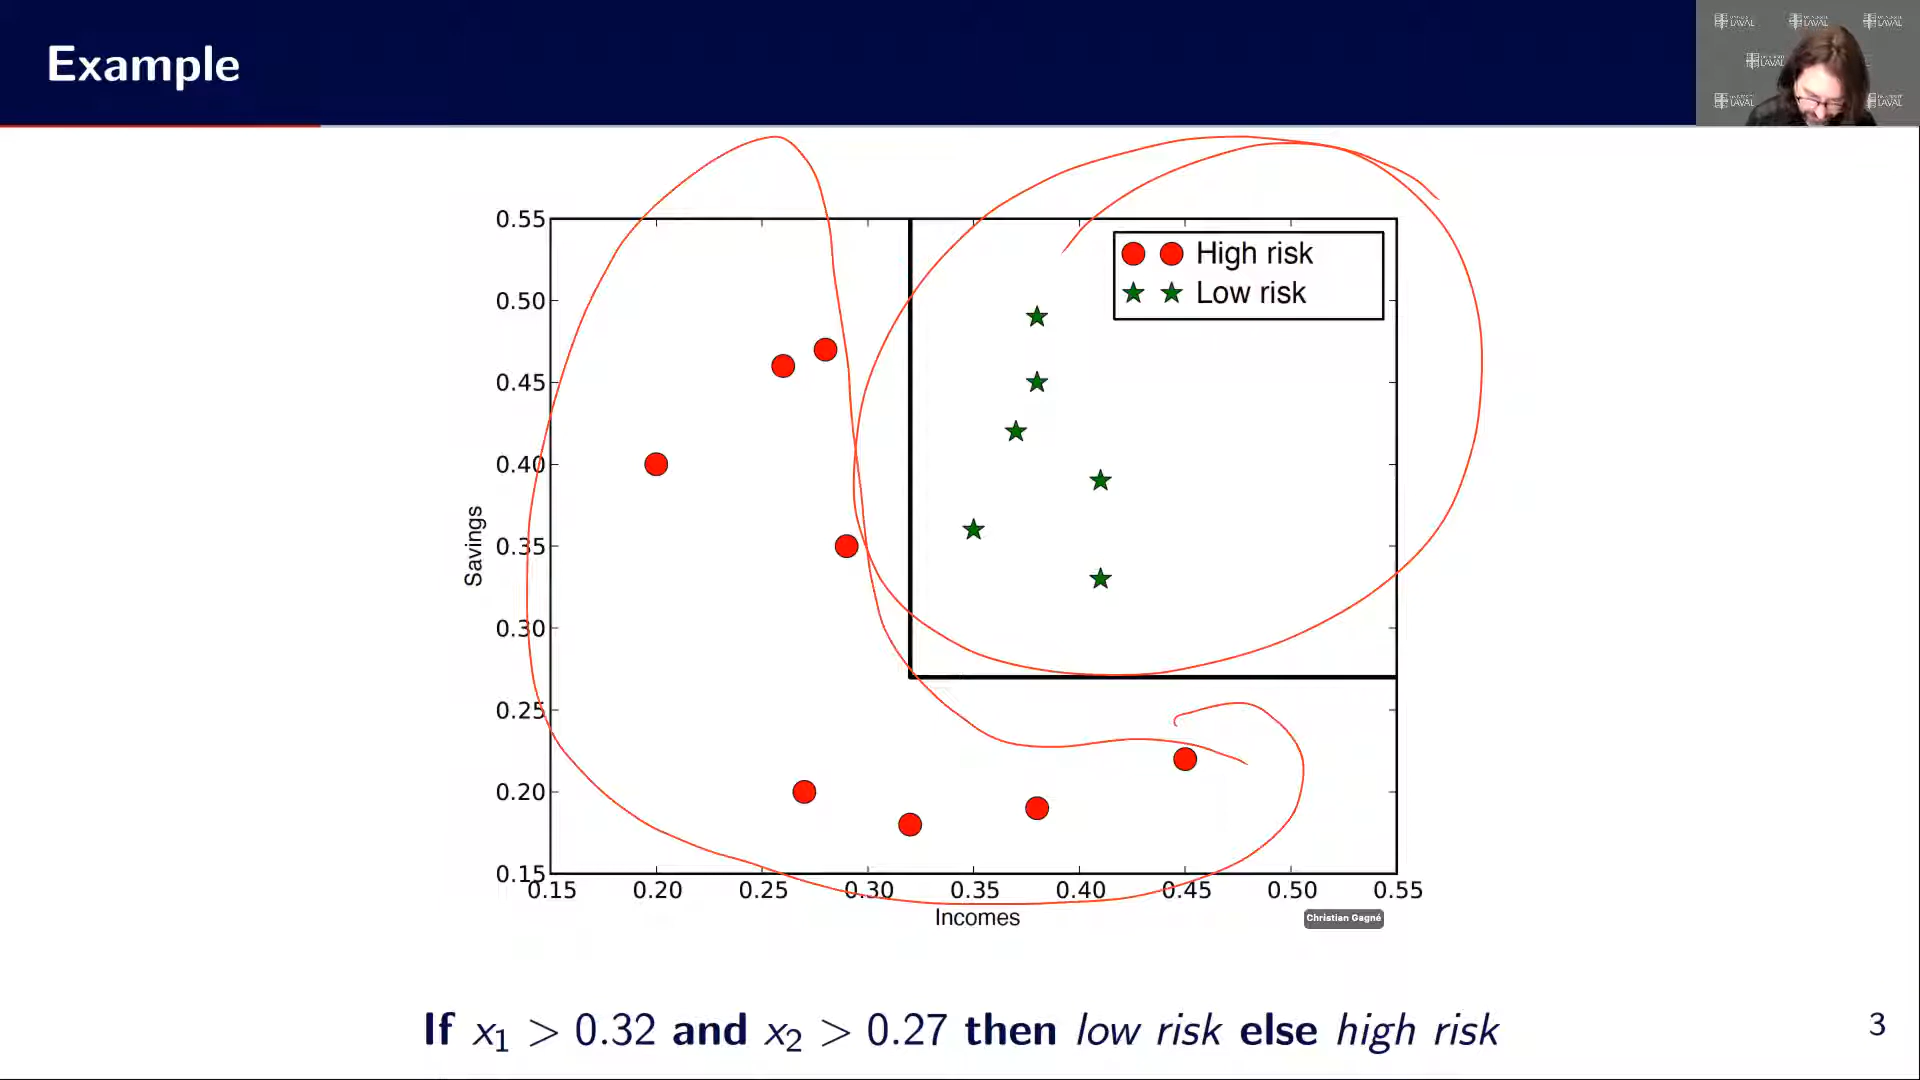 Example
UNIVERSITÉ LAVAL
0.55
0.50
0.45
0.40
0.35
0.30
0.25
0.20
0.15
Savings
High risk
Low risk
0.15 0.20 0.25 0.30 0.35 0.40 0.45 0.50 0.55
Incomes
Christian Gagné
If x₁ > 0.32 and x₂ > 0.27 then low risk else high risk
3